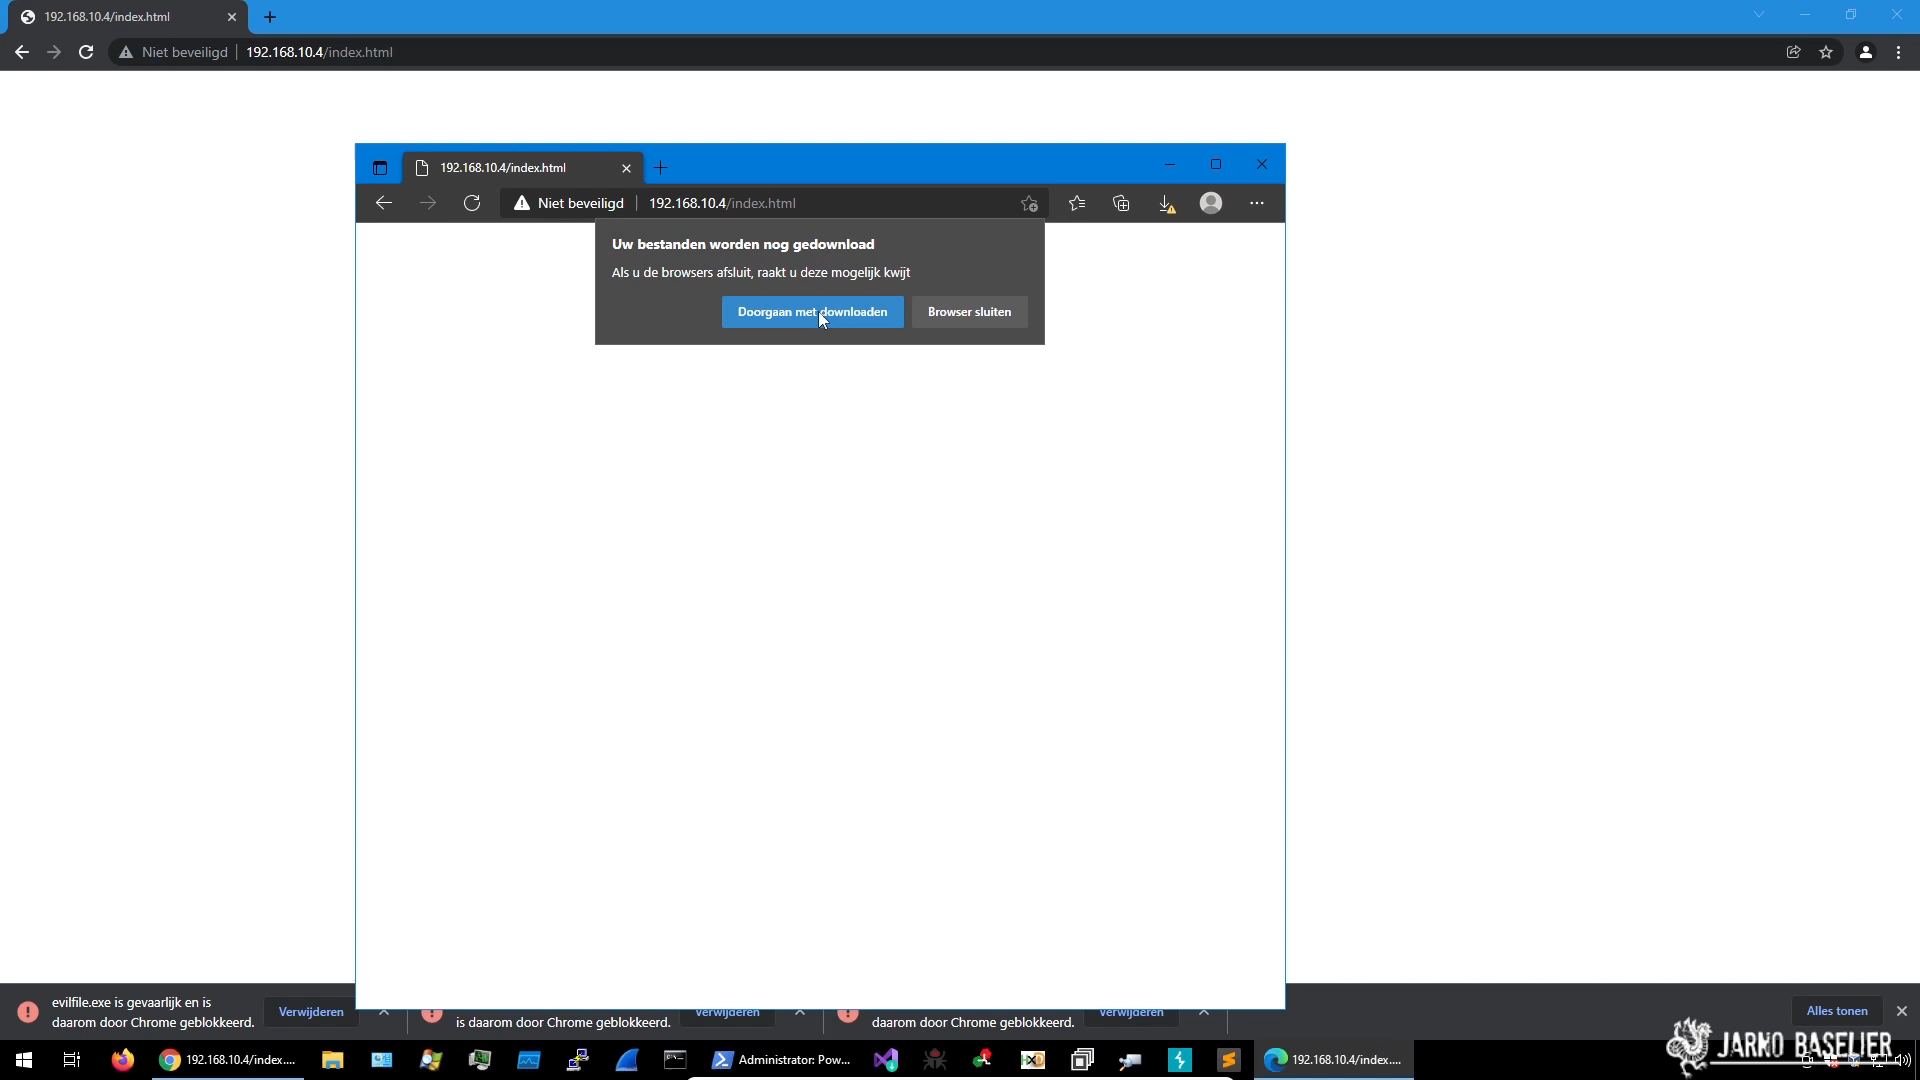 192.168.10.4/index.html
Niet beveiligd
192.168.10.4/index.html
192.168.10.4/index.html
Niet beveiligd
192.168.10.4/index.html
Uw bestanden worden nog gedownload
Als u de browsers afsluit, raakt u deze mogelijk kwijt
Doorgaan met downloaden
Browser sluiten
evilfile.exe is gevaarlijk en is
daarom door Chrome geblokkeerd.
Verwijderen
is daarom door Chrome geblokkeerd.
Verwijderen
daarom door Chrome geblokkeerd.
Verwijderen
Alles tonen
192.168.10.4/index....
Administrator: Pow...
192.168.10.4/index....
JARNO BASELIER